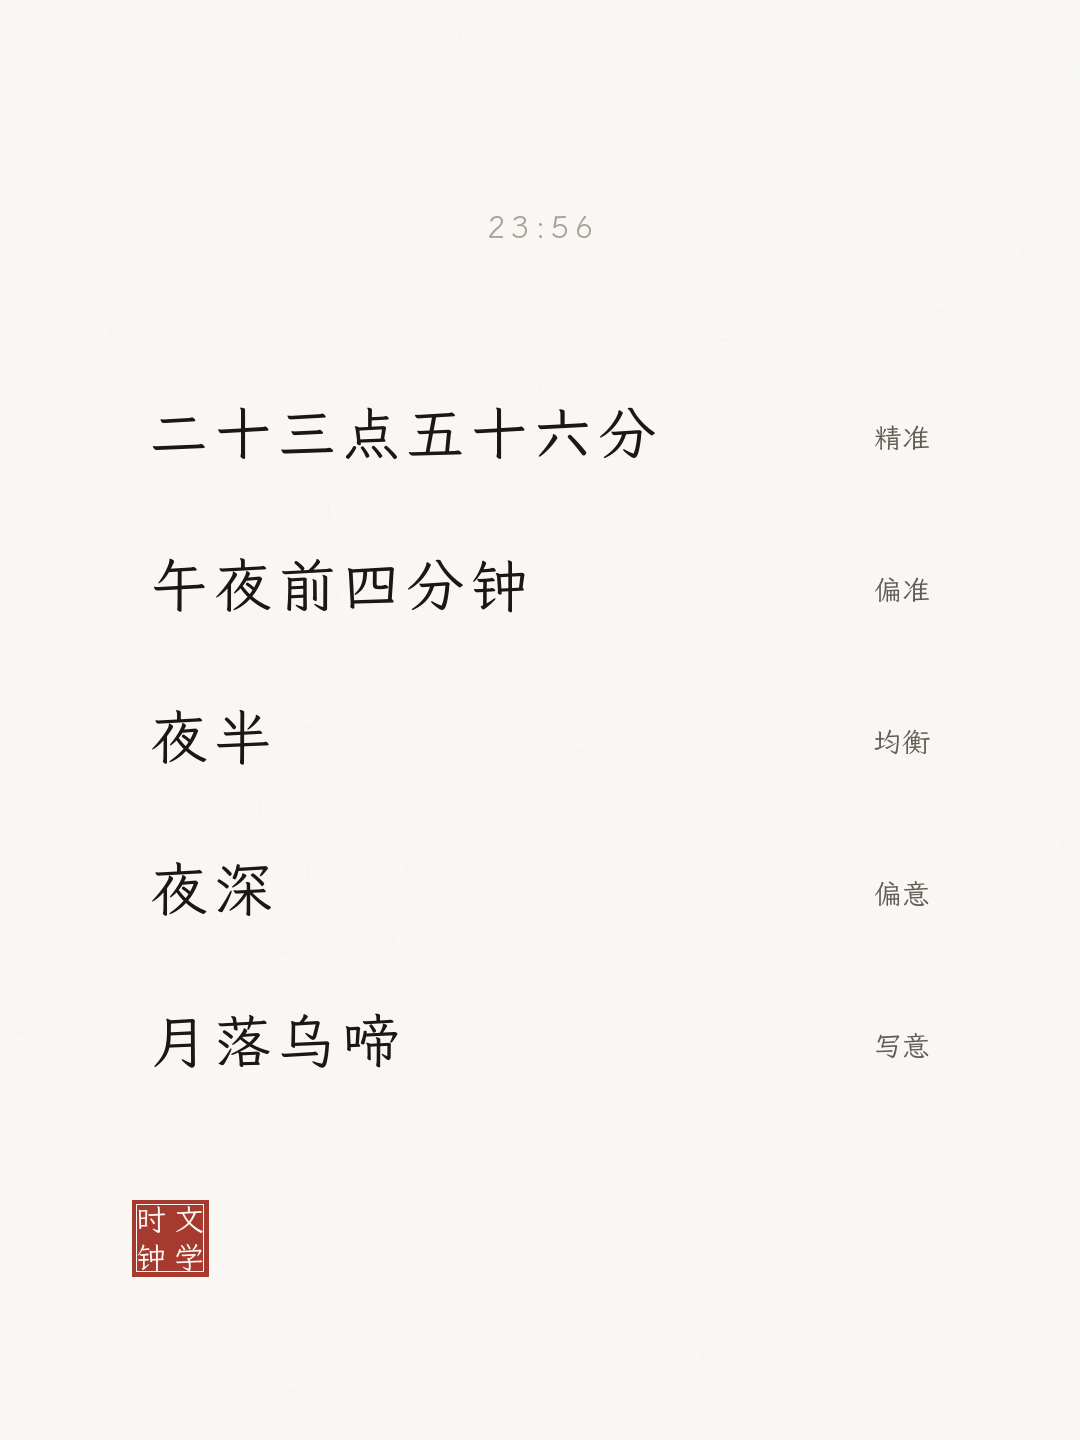 23:56
二十三点五十六分 精准
午夜前四分钟 偏准
夜半 均衡
夜深 偏意
月落乌啼 写意
文学
时钟